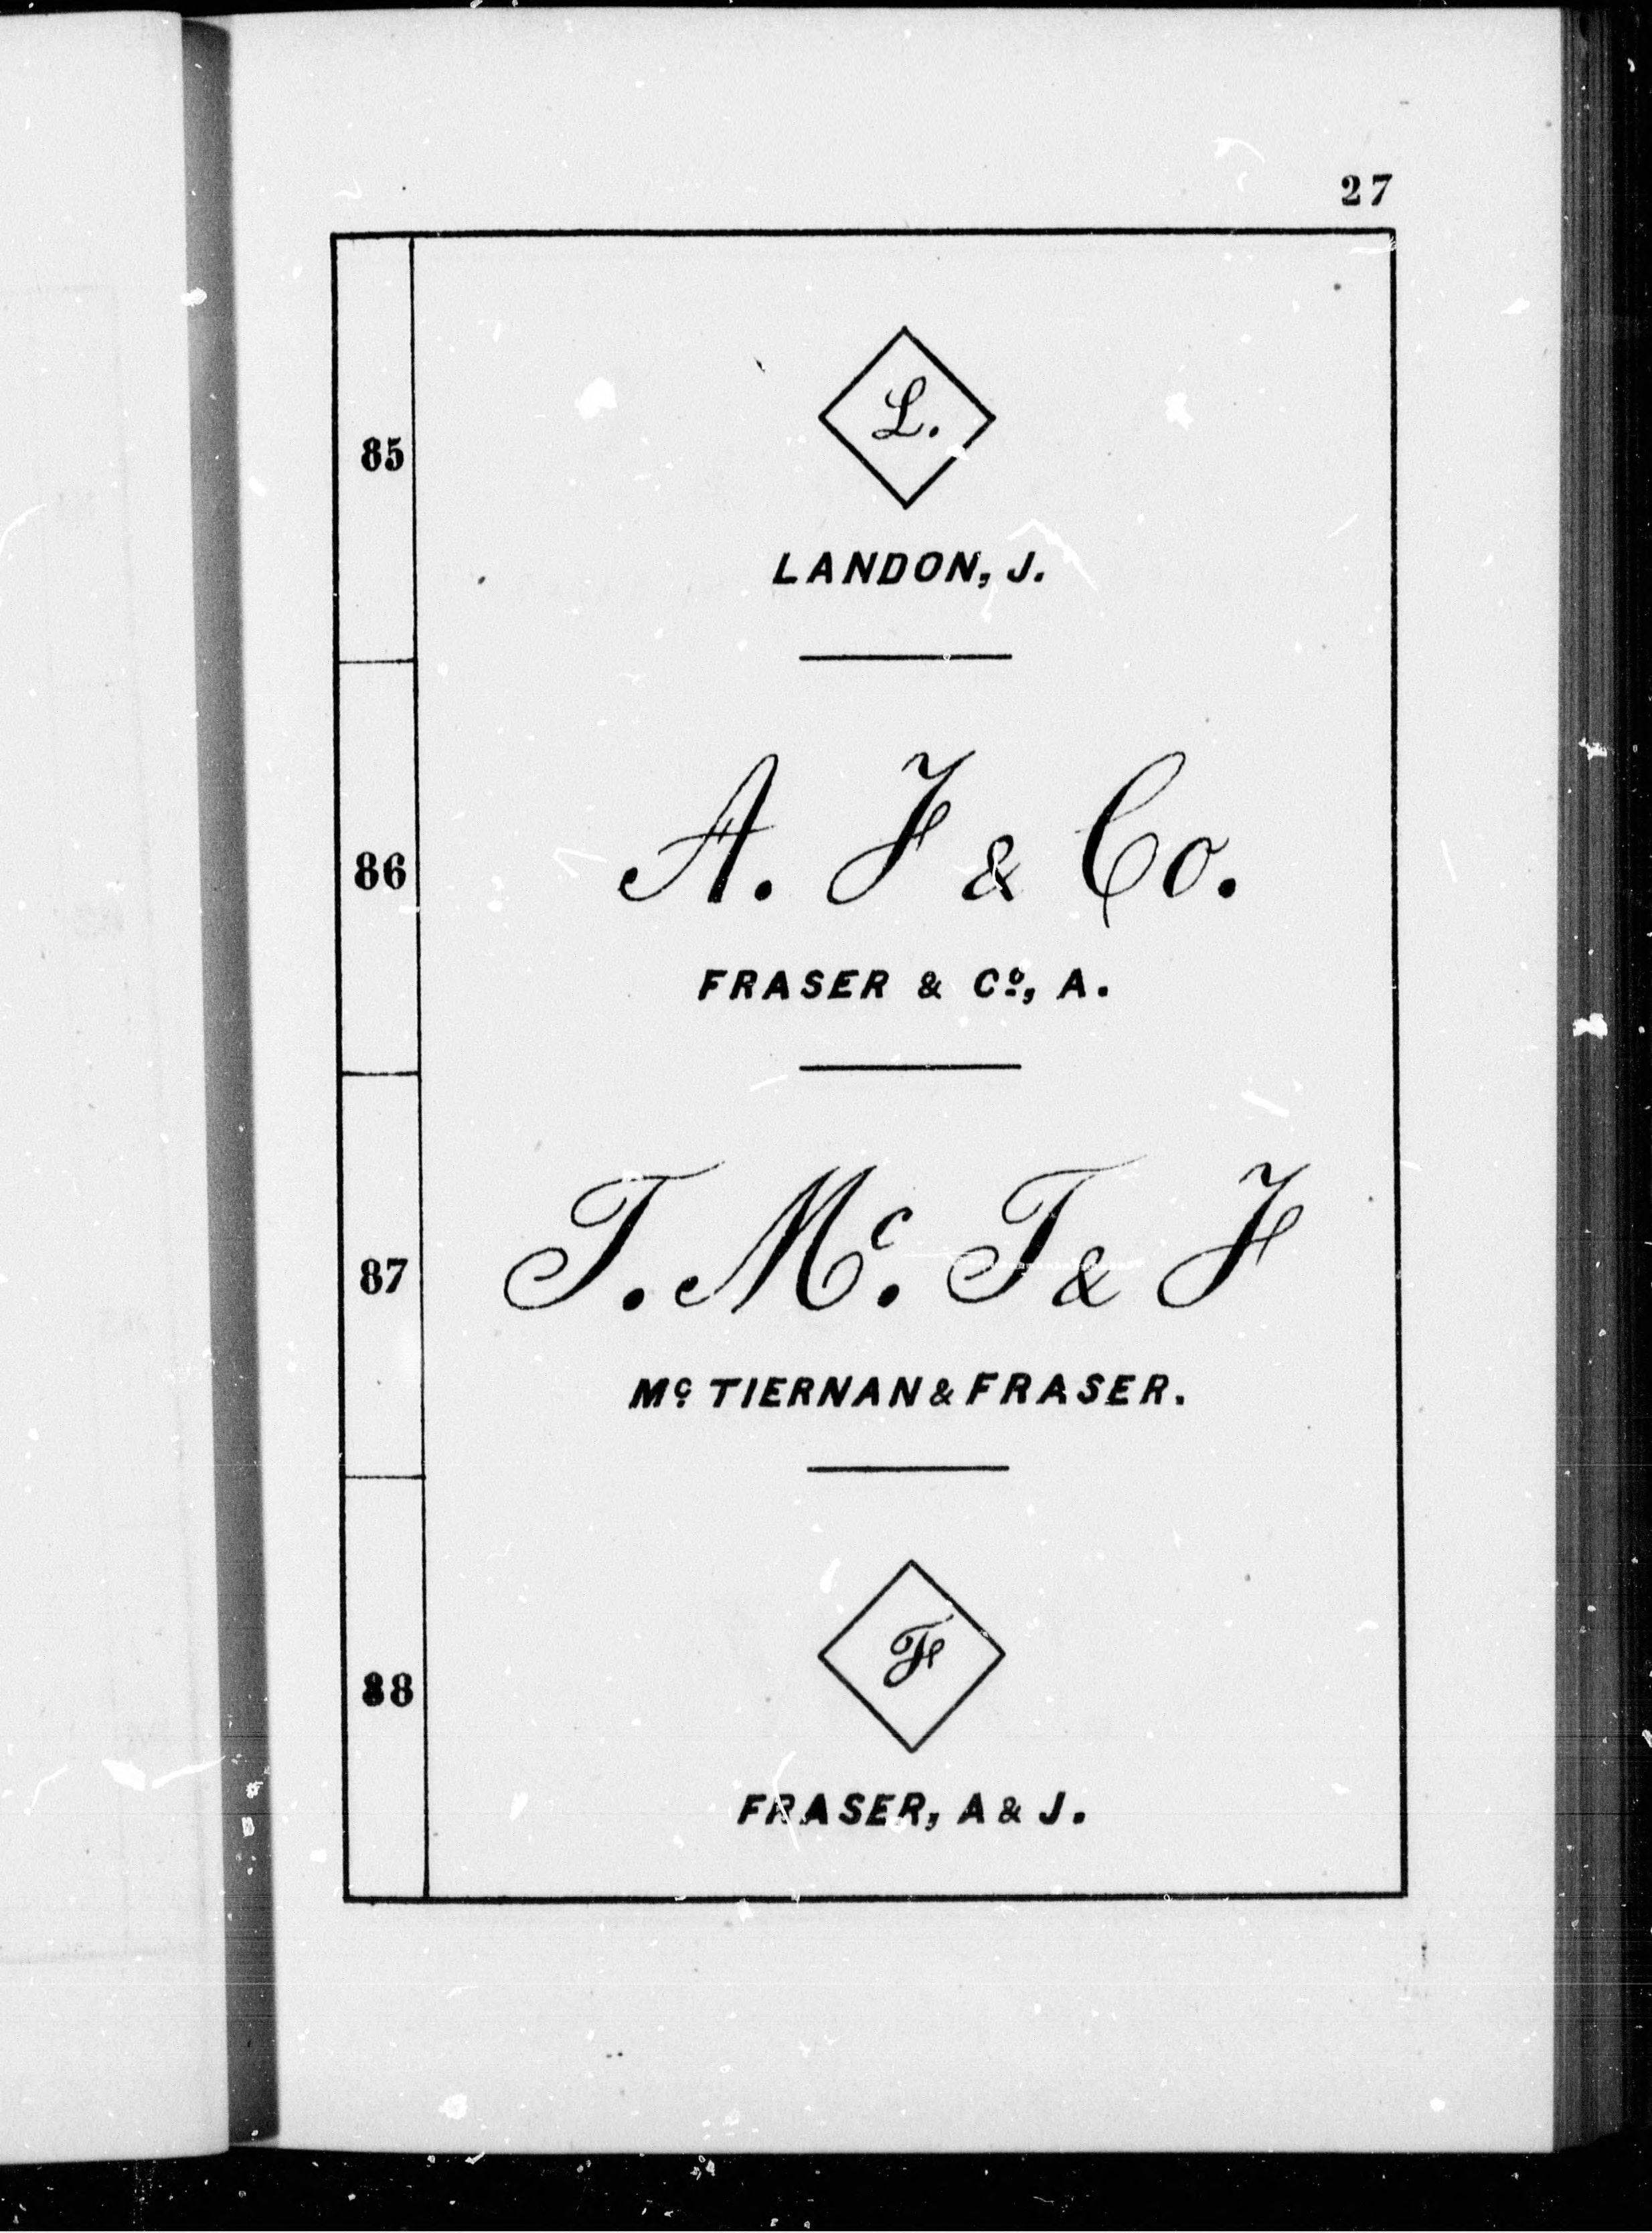 27
85
L.
LANDON, J.
86
A. F & Co.
FRASER & Cº, A.
87
T. Mᶜ. T & F
Mᶜ TIERNAN & FRASER.
88
F
FRASER, A & J.